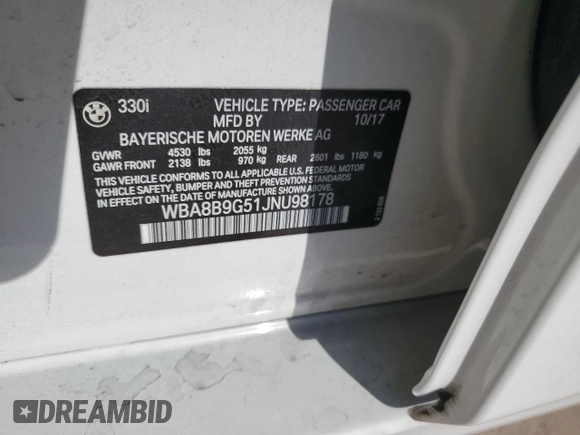 330i VEHICLE TYPE: PASSENGER CAR
MFD BY 10/17
BAYERISCHE MOTOREN WERKE AG
GVWR 4530 lbs 2055 kg
GAWR FRONT 2138 lbs 970 kg REAR 2601 lbs 1180 kg
THIS VEHICLE CONFORMS TO ALL APPLICABLE U.S. FEDERAL MOTOR
VEHICLE SAFETY, BUMPER, AND THEFT PREVENTION STANDARDS
IN EFFECT ON THE DATE OF MANUFACTURE SHOWN ABOVE.
WBA8B9G51JNU98178
DREAMBID